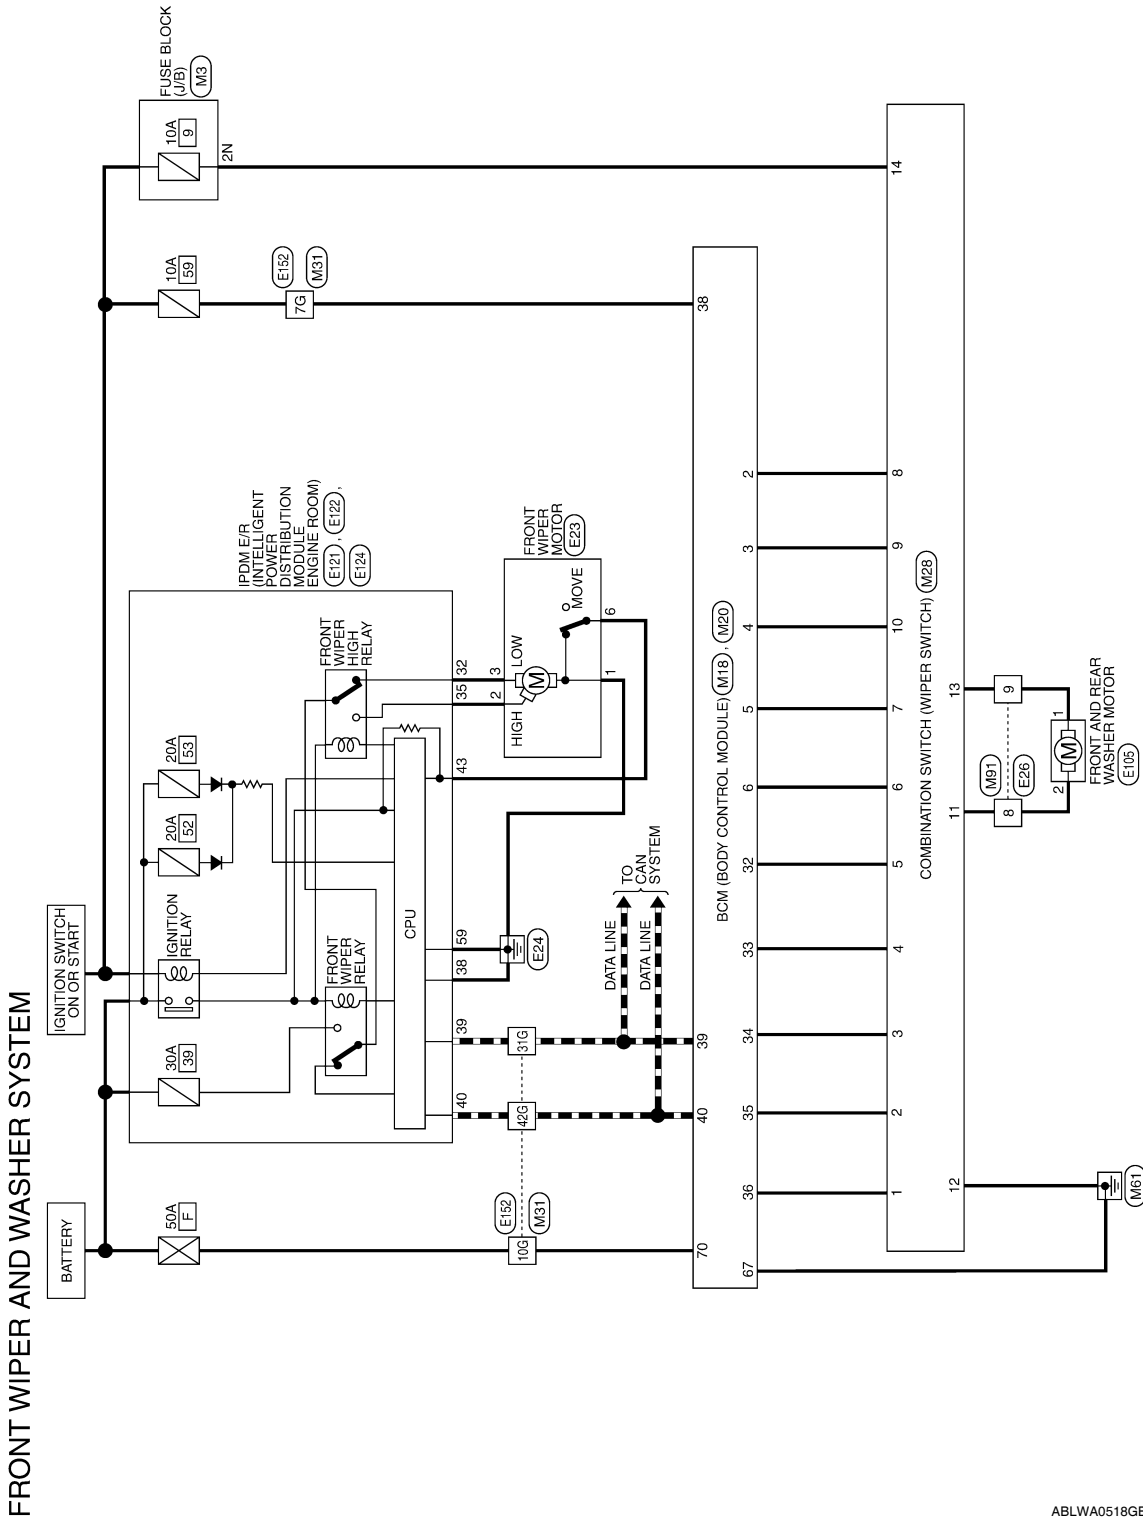 FRONT WIPER AND WASHER SYSTEM
BATTERY
IGNITION SWITCH
ON OR START
50A
F
30A
39
IGNITION
RELAY
20A
52
20A
53
10A
59
10A
9
FUSE BLOCK
(J/B)
M3
2N
IPDM E/R
(INTELLIGENT
POWER
DISTRIBUTION
MODULE
ENGINE ROOM)
E121 , E122 ,
E124
E152
M31
7G
FRONT
WIPER
RELAY
FRONT
WIPER
HIGH
RELAY
CPU
40
39
38
59
43
35
32
FRONT
WIPER
MOTOR
E23
2
3
HIGH
LOW
M
MOVE
1
6
E152
M31
10G
42G
31G
E24
DATA LINE
DATA LINE
TO
CAN
SYSTEM
70
40
39
38
BCM (BODY CONTROL MODULE) M18 , M20
67
36
35
34
33
32
6
5
4
3
2
1
2
3
4
5
6
7
10
9
8
14
COMBINATION SWITCH (WIPER SWITCH) M28
12
11
13
M91
E26
8
9
2
1
M
FRONT AND REAR
WASHER MOTOR
E105
M61
ABLWA0518GE